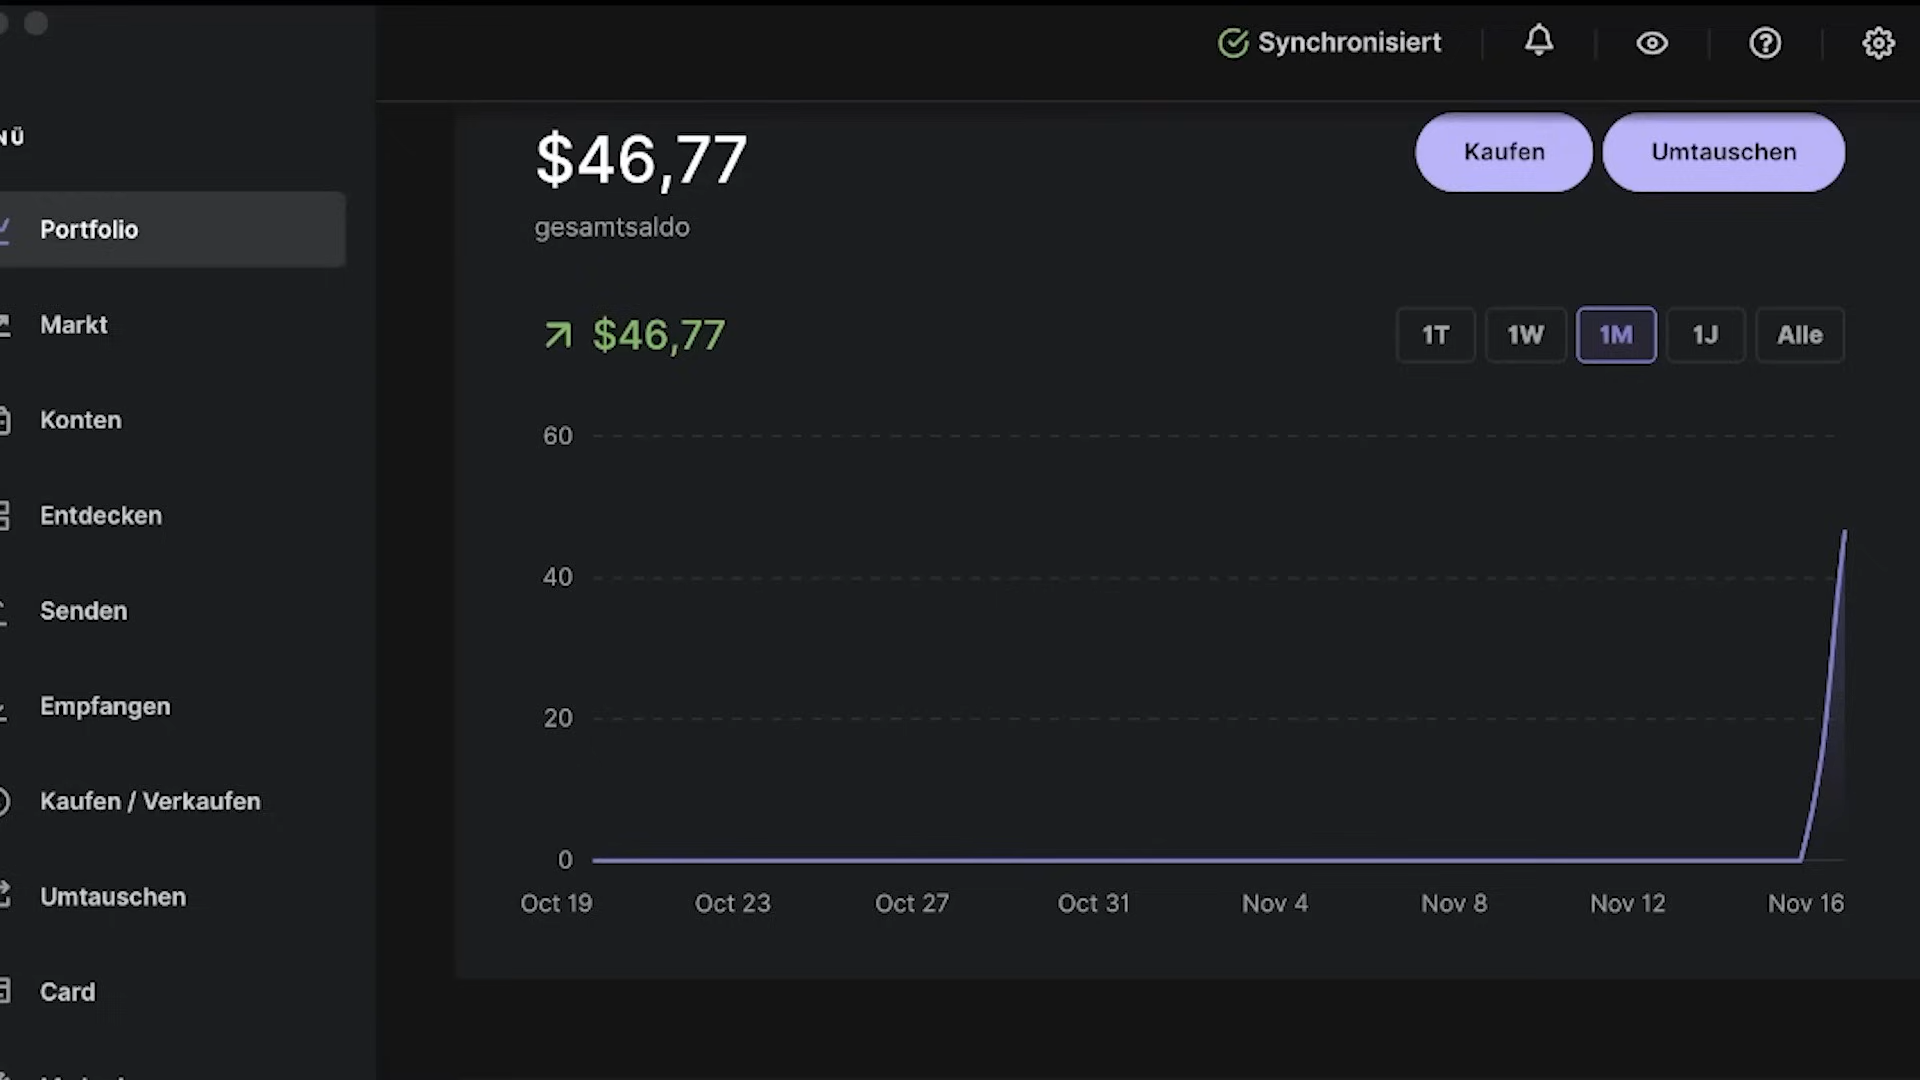 Synchronisiert
NÜ
Portfolio
Markt
Konten
Entdecken
Senden
Empfangen
Kaufen / Verkaufen
Umtauschen
Card
$46,77
gesamtsaldo
Kaufen
Umtauschen
$46,77
1T
1W
1M
1J
Alle
60
40
20
0
Oct 19
Oct 23
Oct 27
Oct 31
Nov 4
Nov 8
Nov 12
Nov 16